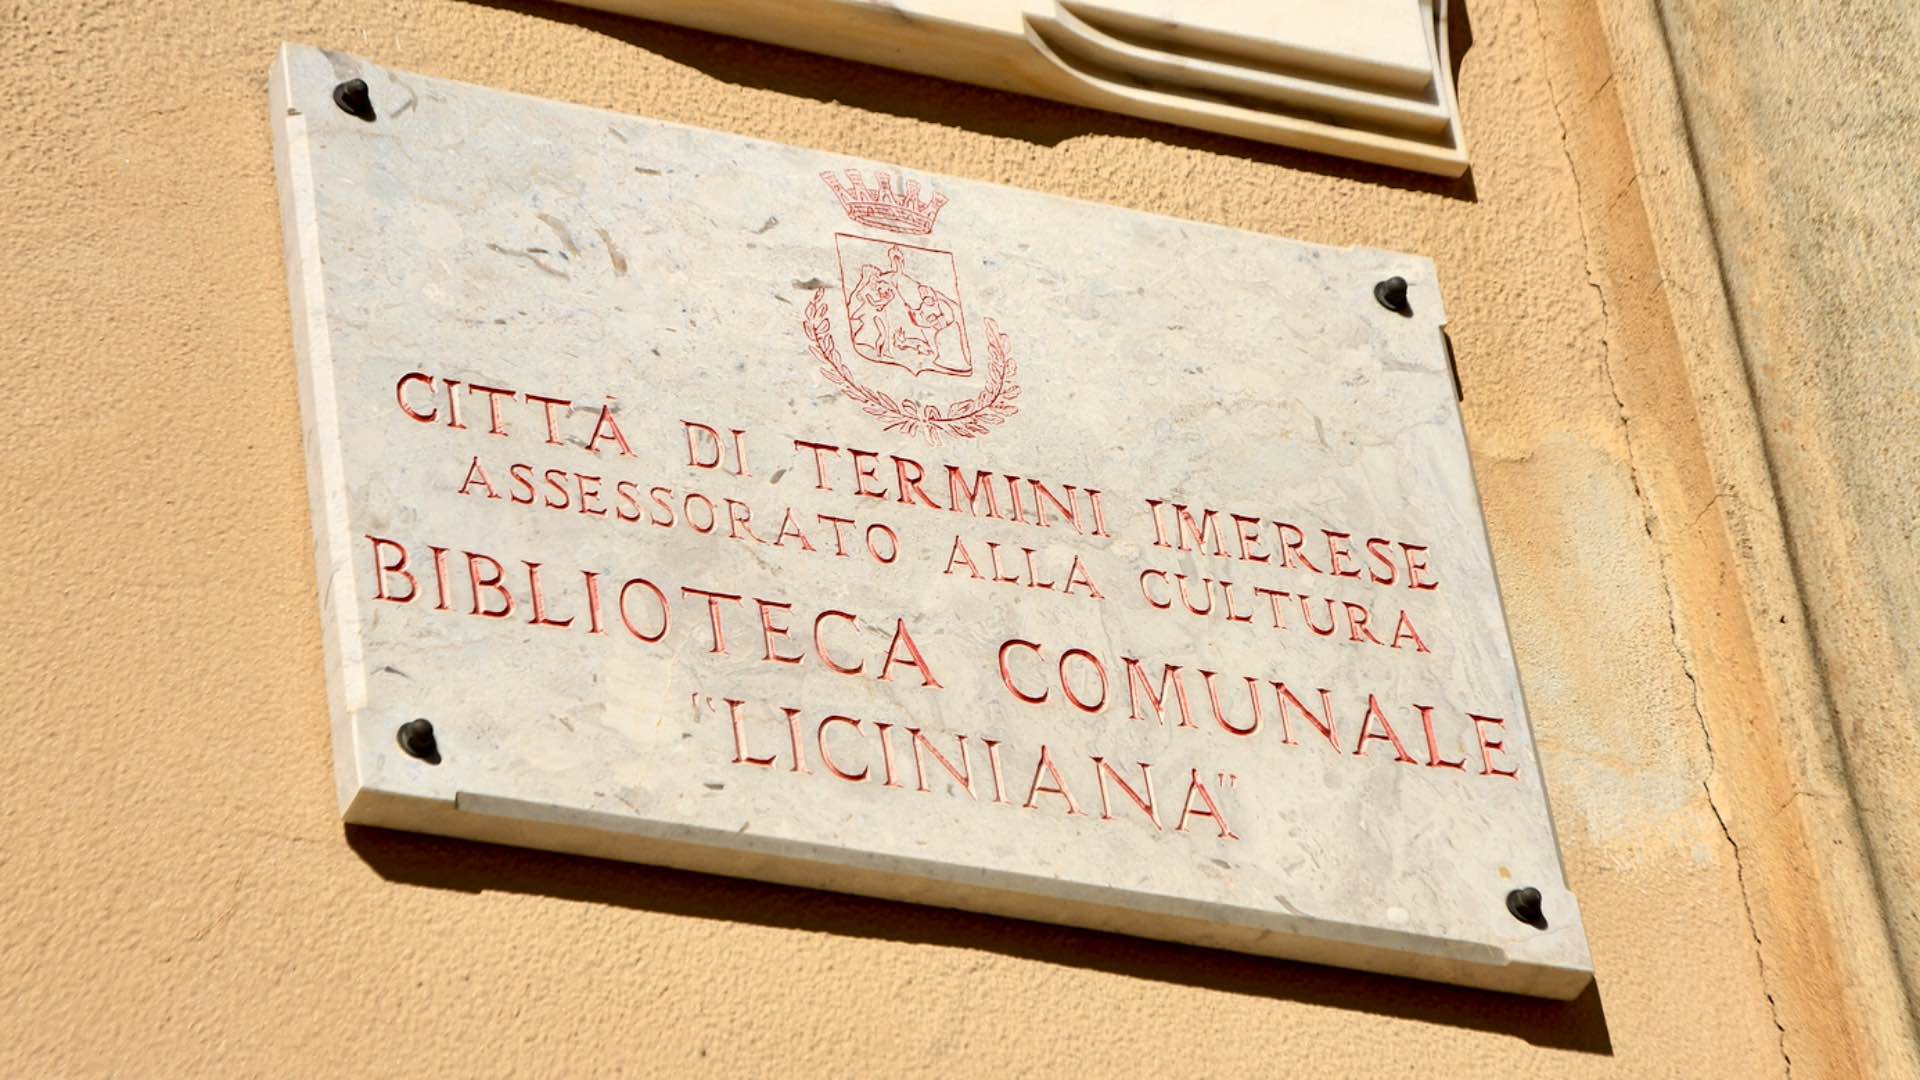 CITTÀ DI TERMINI IMERESE
ASSESSORATO ALLA CULTURA
BIBLIOTECA COMUNALE
"LICINIANA"